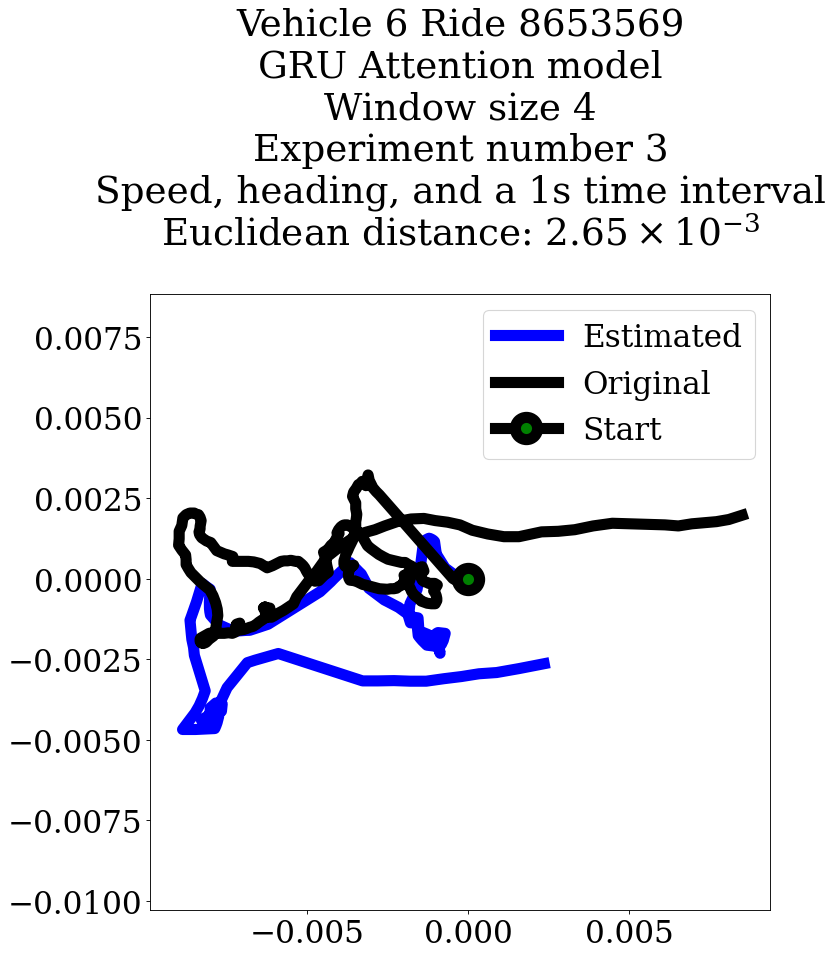 Vehicle 6 Ride 8653569
GRU Attention model
Window size 4
Experiment number 3
Speed, heading, and a 1s time interval
Euclidean distance: 2.65 × 10⁻³
Estimated
Original
Start
0.0075
0.0050
0.0025
0.0000
−0.0025
−0.0050
−0.0075
−0.0100
−0.005 0.000 0.005